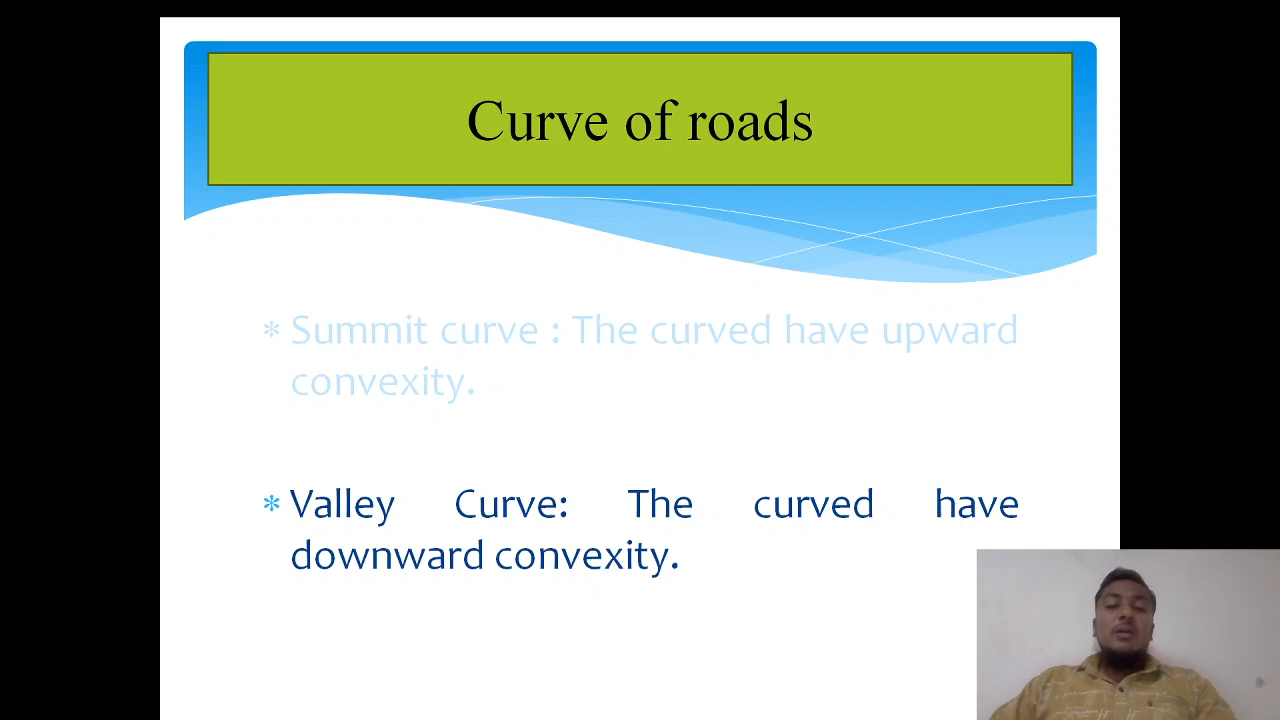 Curve of roads
* Summit curve : The curved have upward
convexity.
* Valley Curve: The curved have
downward convexity.